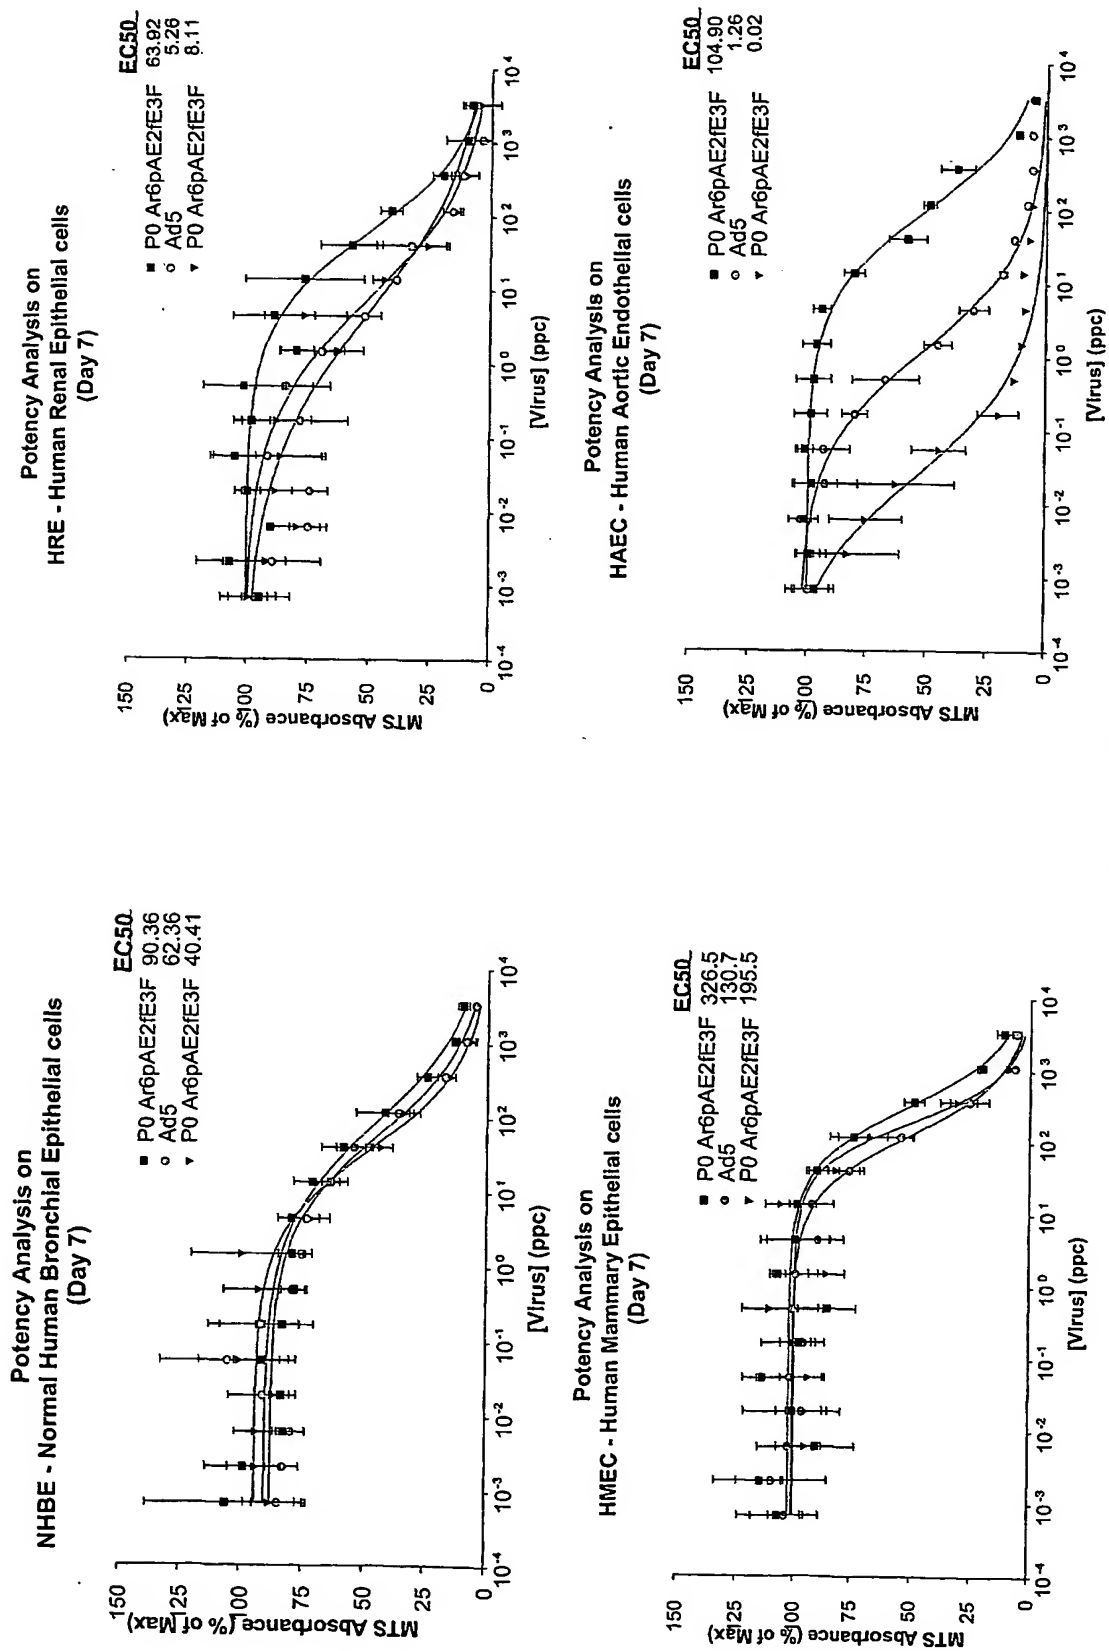 Potency Analysis on
NHBE - Normal Human Bronchial Epithelial cells
(Day 7)
EC50
P0 Ar6pAE2fE3F 90.36
Ad5 62.36
P0 Ar6pAE2fE3F 40.41
MTS Absorbance (% of Max)
150
125
100
75
50
25
0
10-4 10-3 10-2 10-1 100 101 102 103 104
[Virus] (ppc)
Potency Analysis on
HRE - Human Renal Epithelial cells
(Day 7)
EC50
P0 Ar6pAE2fE3F 63.92
Ad5 5.26
P0 Ar6pAE2fE3F 8.11
MTS Absorbance (% of Max)
150
125
100
75
50
25
0
10-4 10-3 10-2 10-1 100 101 102 103 104
[Virus] (ppc)
Potency Analysis on
HMEC - Human Mammary Epithelial cells
(Day 7)
EC50
P0 Ar6pAE2fE3F 326.5
Ad5 130.7
P0 Ar6pAE2fE3F 195.5
MTS Absorbance (% of Max)
150
125
100
75
50
25
0
10-4 10-3 10-2 10-1 100 101 102 103 104
[Virus] (ppc)
Potency Analysis on
HAEC - Human Aortic Endothelial cells
(Day 7)
EC50
P0 Ar6pAE2fE3F 104.90
Ad5 1.26
P0 Ar6pAE2fE3F 0.02
MTS Absorbance (% of Max)
150
125
100
75
50
25
0
10-4 10-3 10-2 10-1 100 101 102 103 104
[Virus] (ppc)